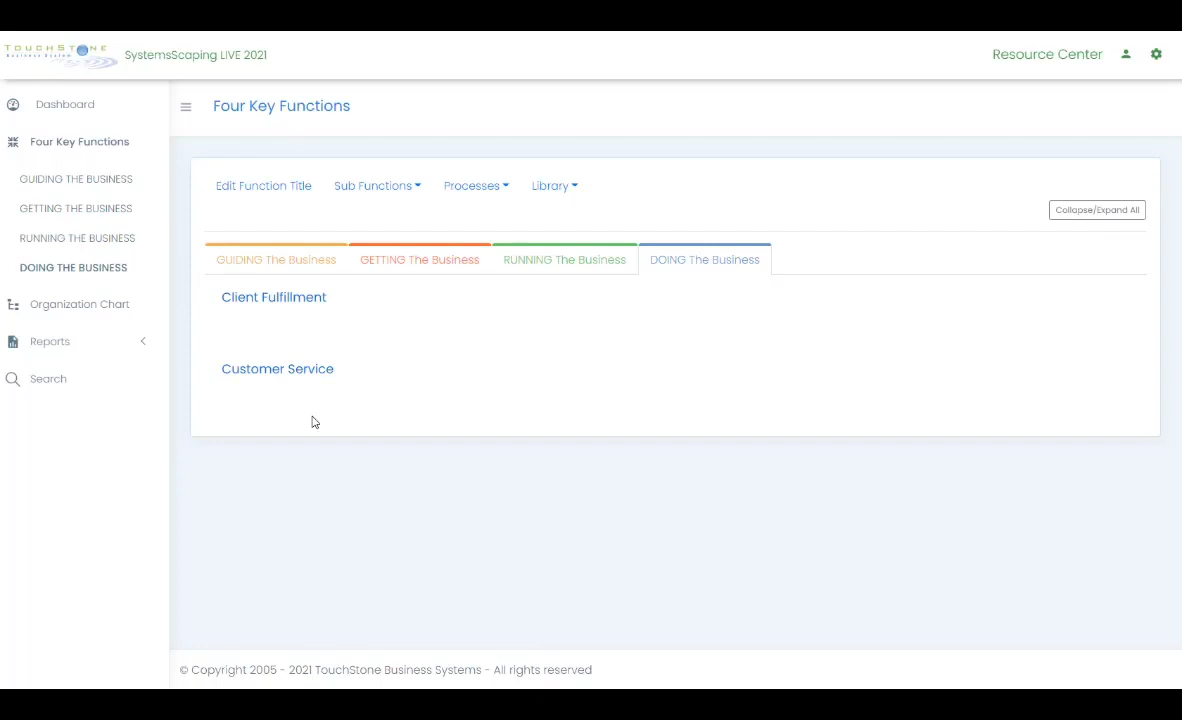 TOUCHSTONE
Business Systems
SystemsScaping LIVE 2021
Resource Center
Dashboard
Four Key Functions
GUIDING THE BUSINESS
GETTING THE BUSINESS
RUNNING THE BUSINESS
DOING THE BUSINESS
Organization Chart
Reports
Search
Four Key Functions
Edit Function Title Sub Functions Processes Library
Collapse/Expand All
GUIDING The Business GETTING The Business RUNNING The Business DOING The Business
Client Fulfillment
Customer Service
© Copyright 2005 - 2021 TouchStone Business Systems - All rights reserved